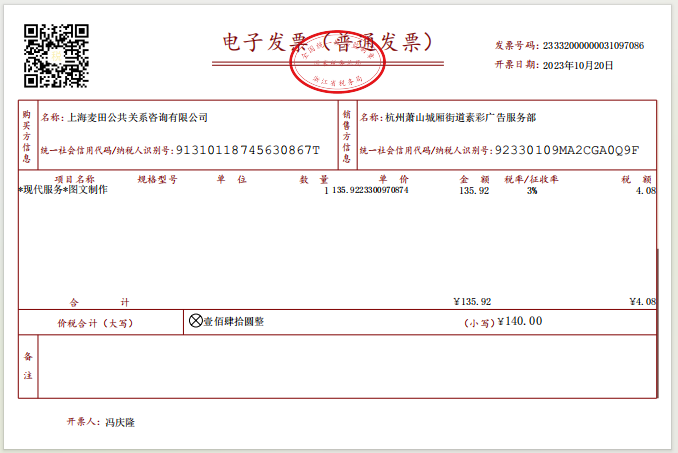 电子发票（普通发票）
全国统一发票监制章
国家税务总局
浙江省税务局
发票号码: 23332000000031097086
开票日期: 2023年10月20日
购买方信息
名称: 上海麦田公共关系咨询有限公司
统一社会信用代码/纳税人识别号: 91310118745630867T
销售方信息
名称: 杭州萧山城厢街道素彩广告服务部
统一社会信用代码/纳税人识别号: 92330109MA2CGA0Q9F
项目名称 规格型号 单 位 数 量 单 价 金 额 税率/征收率 税 额
*现代服务*图文制作 1 135.9223300970874 135.92 3% 4.08
合 计 ¥135.92 ¥4.08
价税合计（大写） ⊗壹佰肆拾圆整 （小写）¥140.00
备注
开票人: 冯庆隆